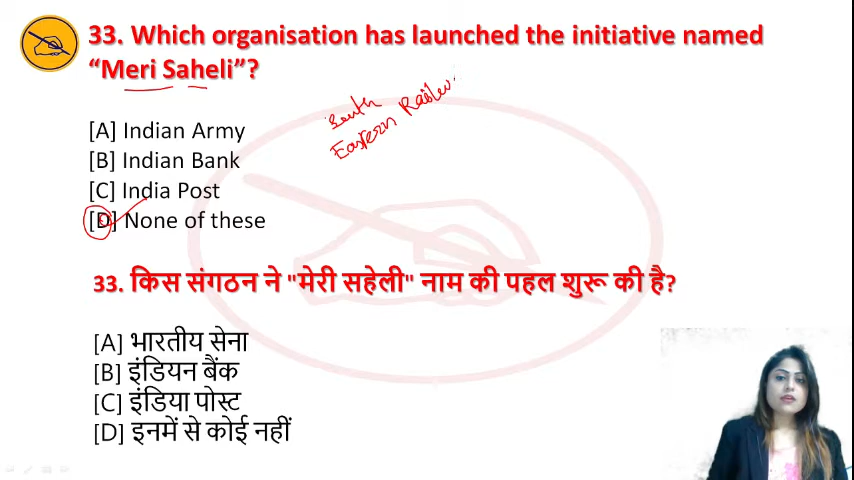 33. Which organisation has launched the initiative named
“Meri Saheli”?
South
Eastern Railw.
[A] Indian Army
[B] Indian Bank
[C] India Post
[D] None of these
33. किस संगठन ने "मेरी सहेली" नाम की पहल शुरू की है?
[A] भारतीय सेना
[B] इंडियन बैंक
[C] इंडिया पोस्ट
[D] इनमें से कोई नहीं